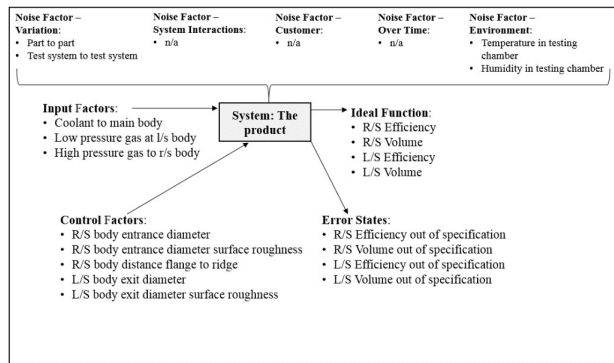 Noise Factor –
Variation:
• Part to part
• Test system to test system
Noise Factor –
System Interactions:
• n/a
Noise Factor –
Customer:
• n/a
Noise Factor –
Over Time:
• n/a
Noise Factor –
Environment:
• Temperature in testing
chamber
• Humidity in testing chamber
Input Factors:
• Coolant to main body
• Low pressure gas at l/s body
• High pressure gas to r/s body
System: The
product
Ideal Function:
• R/S Efficiency
• R/S Volume
• L/S Efficiency
• L/S Volume
Control Factors:
• R/S body entrance diameter
• R/S body entrance diameter surface roughness
• R/S body distance flange to ridge
• L/S body exit diameter
• L/S body exit diameter surface roughness
Error States:
• R/S Efficiency out of specification
• R/S Volume out of specification
• L/S Efficiency out of specification
• L/S Volume out of specification